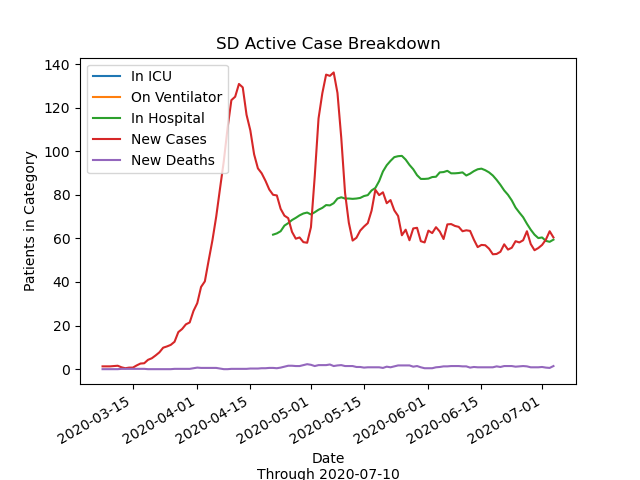 SD Active Case Breakdown
140
120
100
80
60
40
20
0
Patients in Category
In ICU
On Ventilator
In Hospital
New Cases
New Deaths
2020-03-15
2020-04-01
2020-04-15
2020-05-01
2020-05-15
2020-06-01
2020-06-15
2020-07-01
Date
Through 2020-07-10